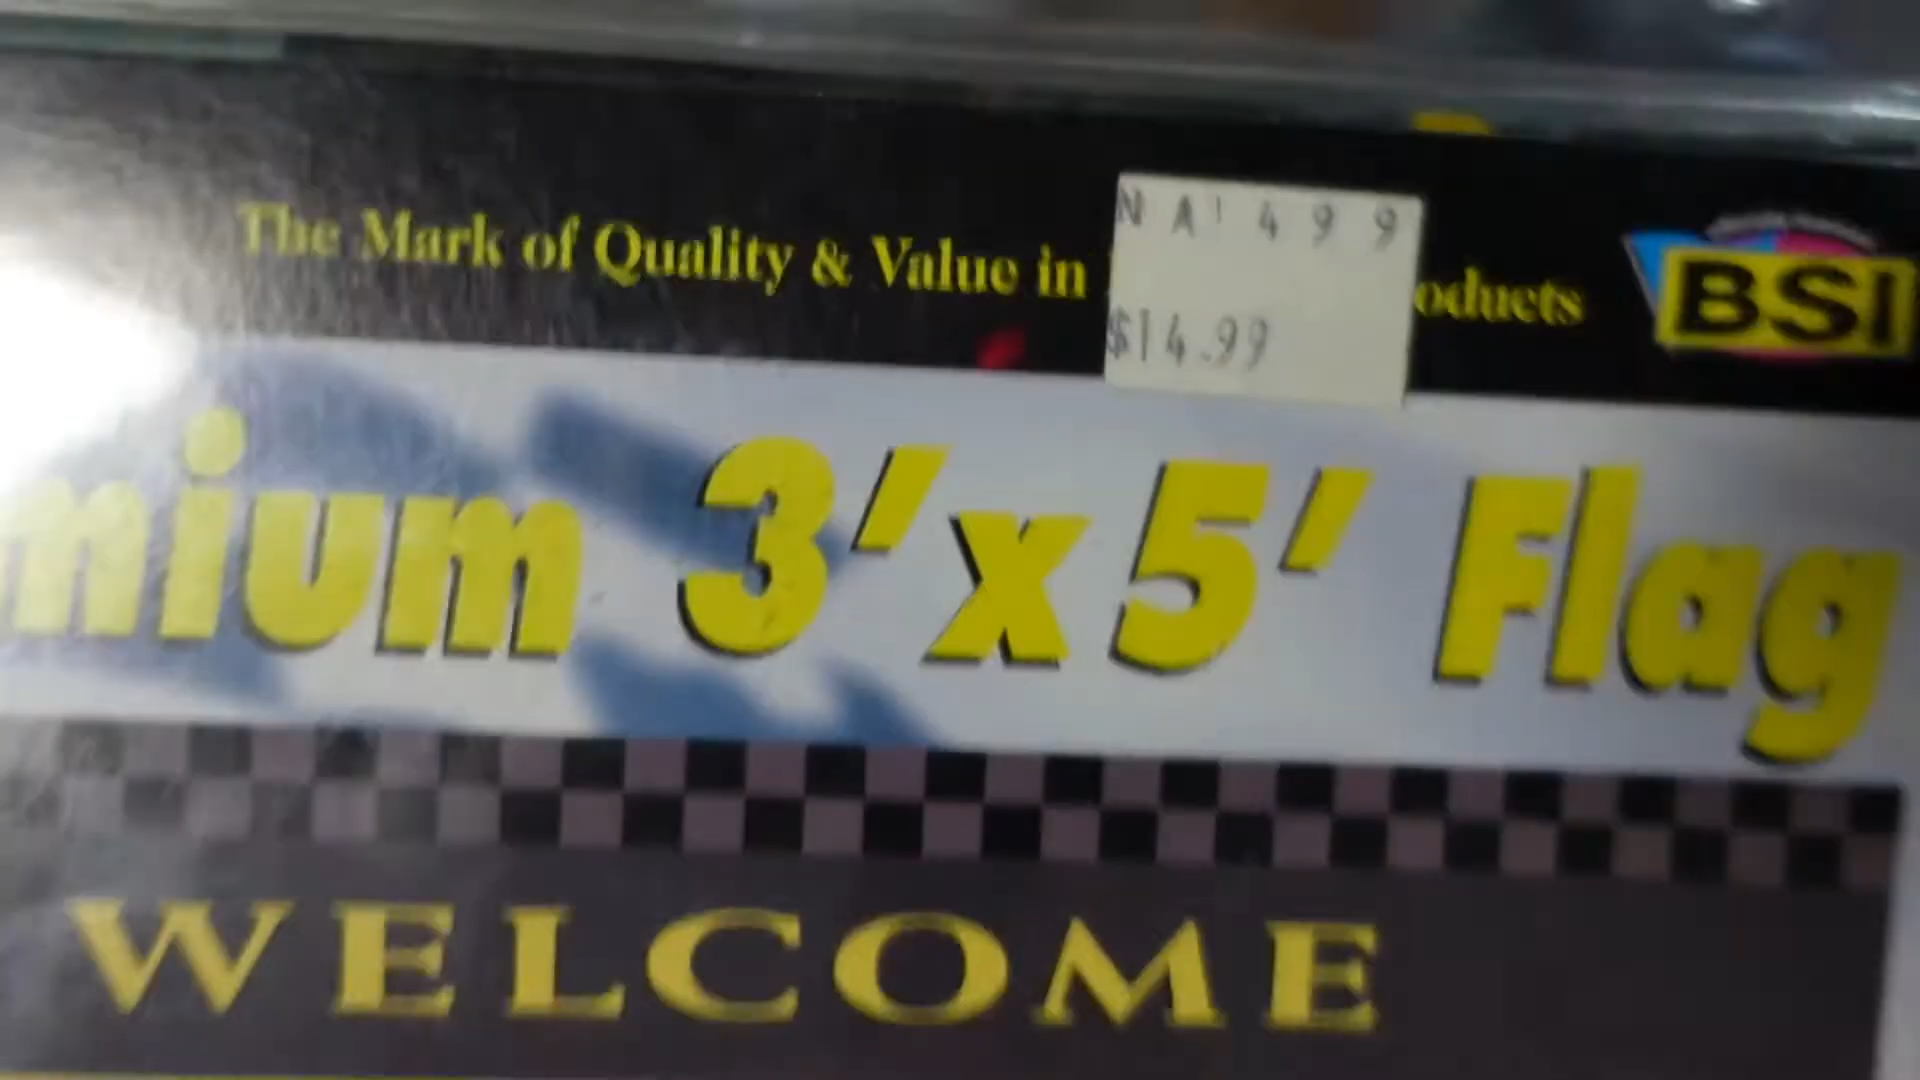 The Mark of Quality & Value in
oducts
NA' 499
$14.99
BSI
mium 3'x5' Flag
WELCOME